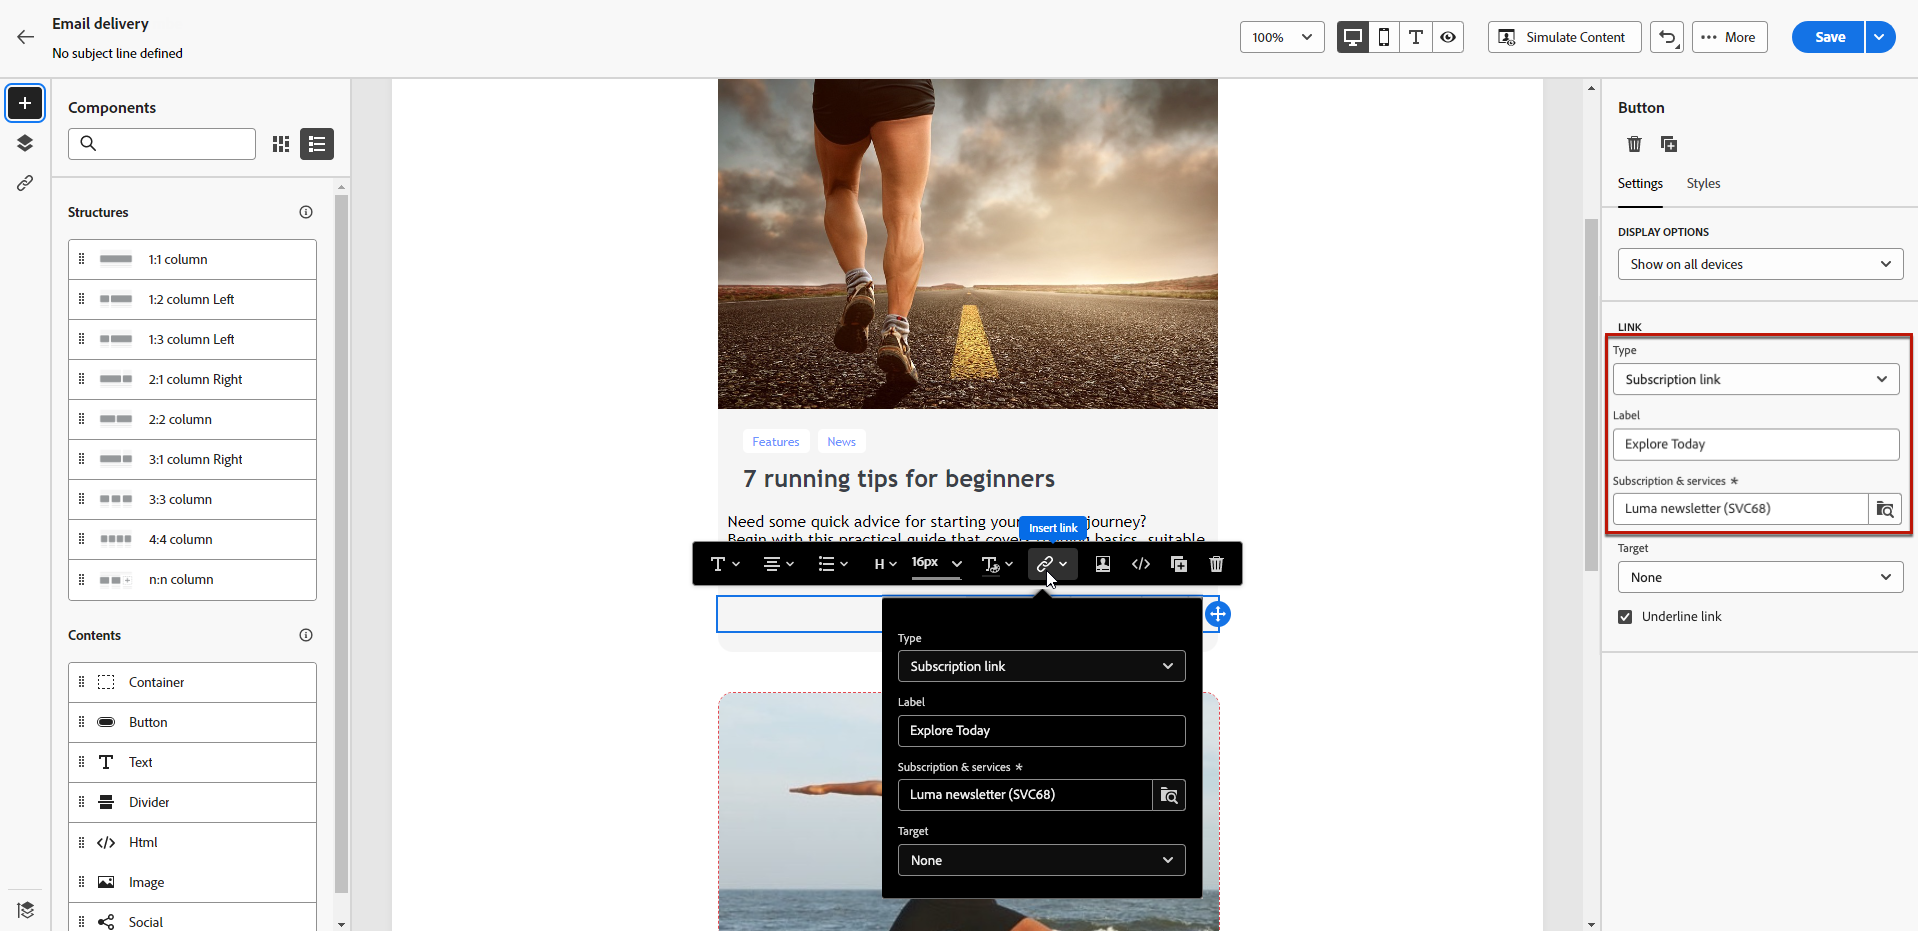 Email delivery
No subject line defined
100%
Simulate Content
More
Save
Components
Structures
1:1 column
1:2 column Left
1:3 column Left
2:1 column Right
2:2 column
3:1 column Right
3:3 column
4:4 column
n:n column
Contents
Container
Button
Text
Divider
Html
Image
Social
Features News
7 running tips for beginners
Need some quick advice for starting your journey?
Begin with this practical guide that covers running basics, suitable
Insert link
H 16px
Type
Subscription link
Label
Explore Today
Subscription & services *
Luma newsletter (SVC68)
Target
None
Button
Settings Styles
DISPLAY OPTIONS
Show on all devices
LINK
Type
Subscription link
Label
Explore Today
Subscription & services *
Luma newsletter (SVC68)
Target
None
Underline link